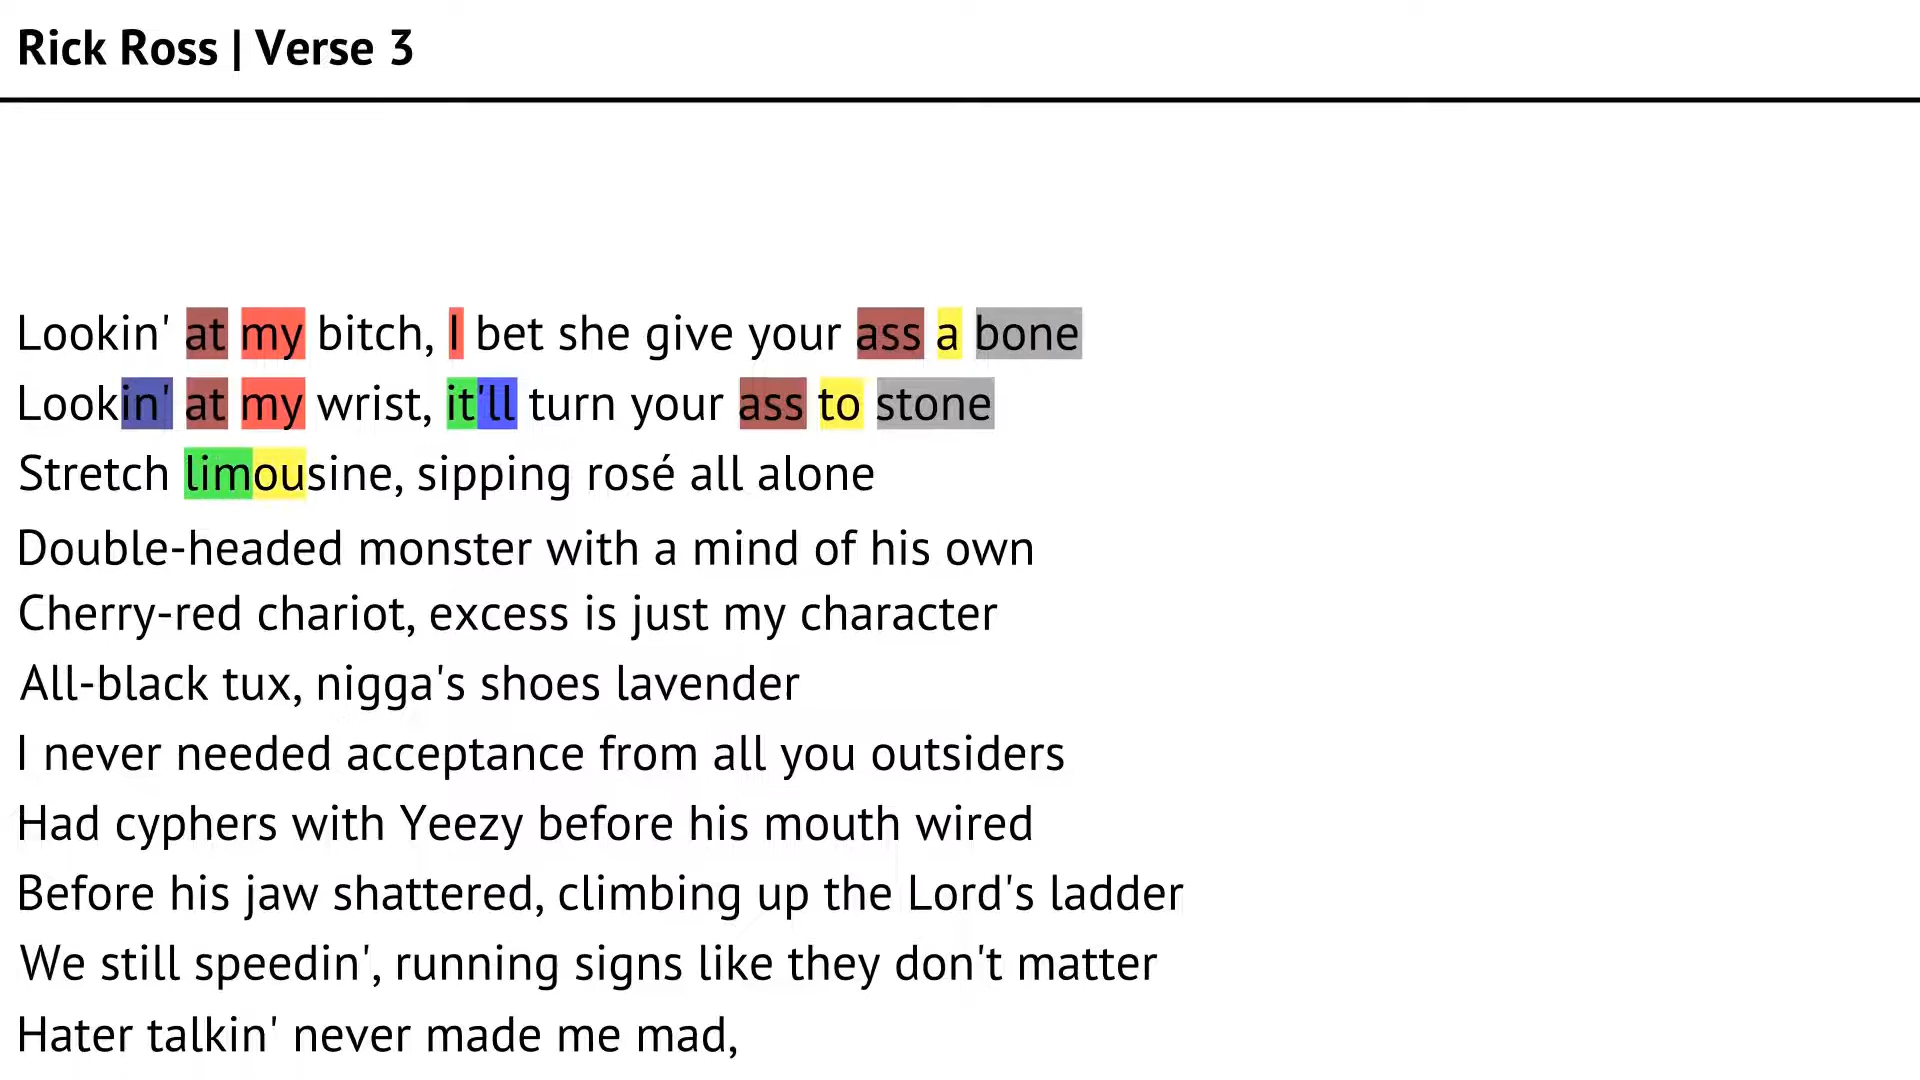 Rick Ross | Verse 3
Lookin' at my bitch, I bet she give your ass a bone
Lookin' at my wrist, it'll turn your ass to stone
Stretch limousine, sipping rosé all alone
Double-headed monster with a mind of his own
Cherry-red chariot, excess is just my character
All-black tux, nigga's shoes lavender
I never needed acceptance from all you outsiders
Had cyphers with Yeezy before his mouth wired
Before his jaw shattered, climbing up the Lord's ladder
We still speedin', running signs like they don't matter
Hater talkin' never made me mad,